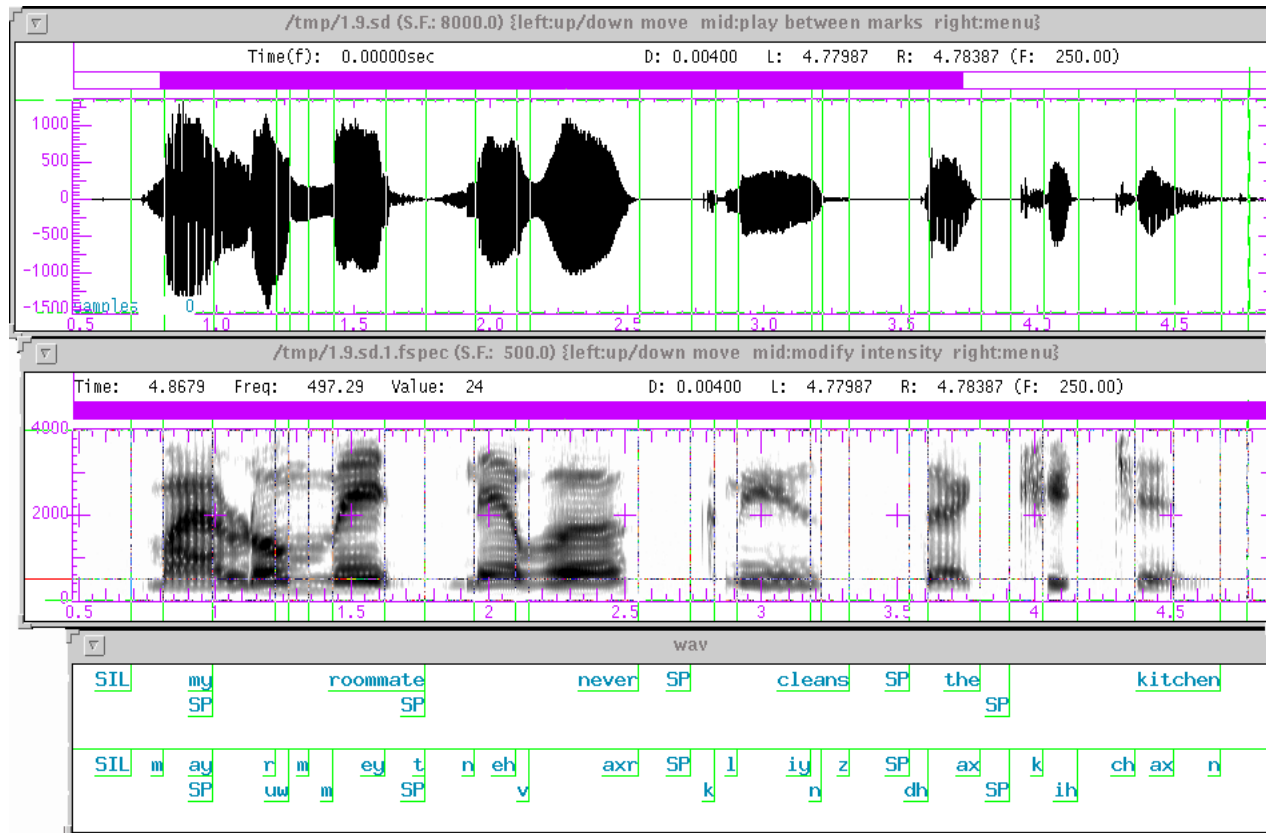 /tmp/1.9.sd (S.F.: 8000.0) {left:up/down move mid:play between marks right:menu}
Time(f): 0.00000sec D: 0.00400 L: 4.77987 R: 4.78387 (F: 250.00)
1000
500
0
-500
-1000
-1500
samples 0
0.5 1.0 1.5 2.0 2.5 3.0 3.5 4.0 4.5
/tmp/1.9.sd.1.fspec (S.F.: 500.0) {left:up/down move mid:modify intensity right:menu}
Time: 4.8679 Freq: 497.29 Value: 24 D: 0.00400 L: 4.77987 R: 4.78387 (F: 250.00)
4000
2000
0
0.5 1 1.5 2 2.5 3 3.5 4 4.5
wav
SIL my roommate never SP cleans SP the kitchen
SP SP SP
SIL m ay r m ey t n eh axr SP l iy z SP ax k ch ax n
SP uw m SP v k n dh SP ih